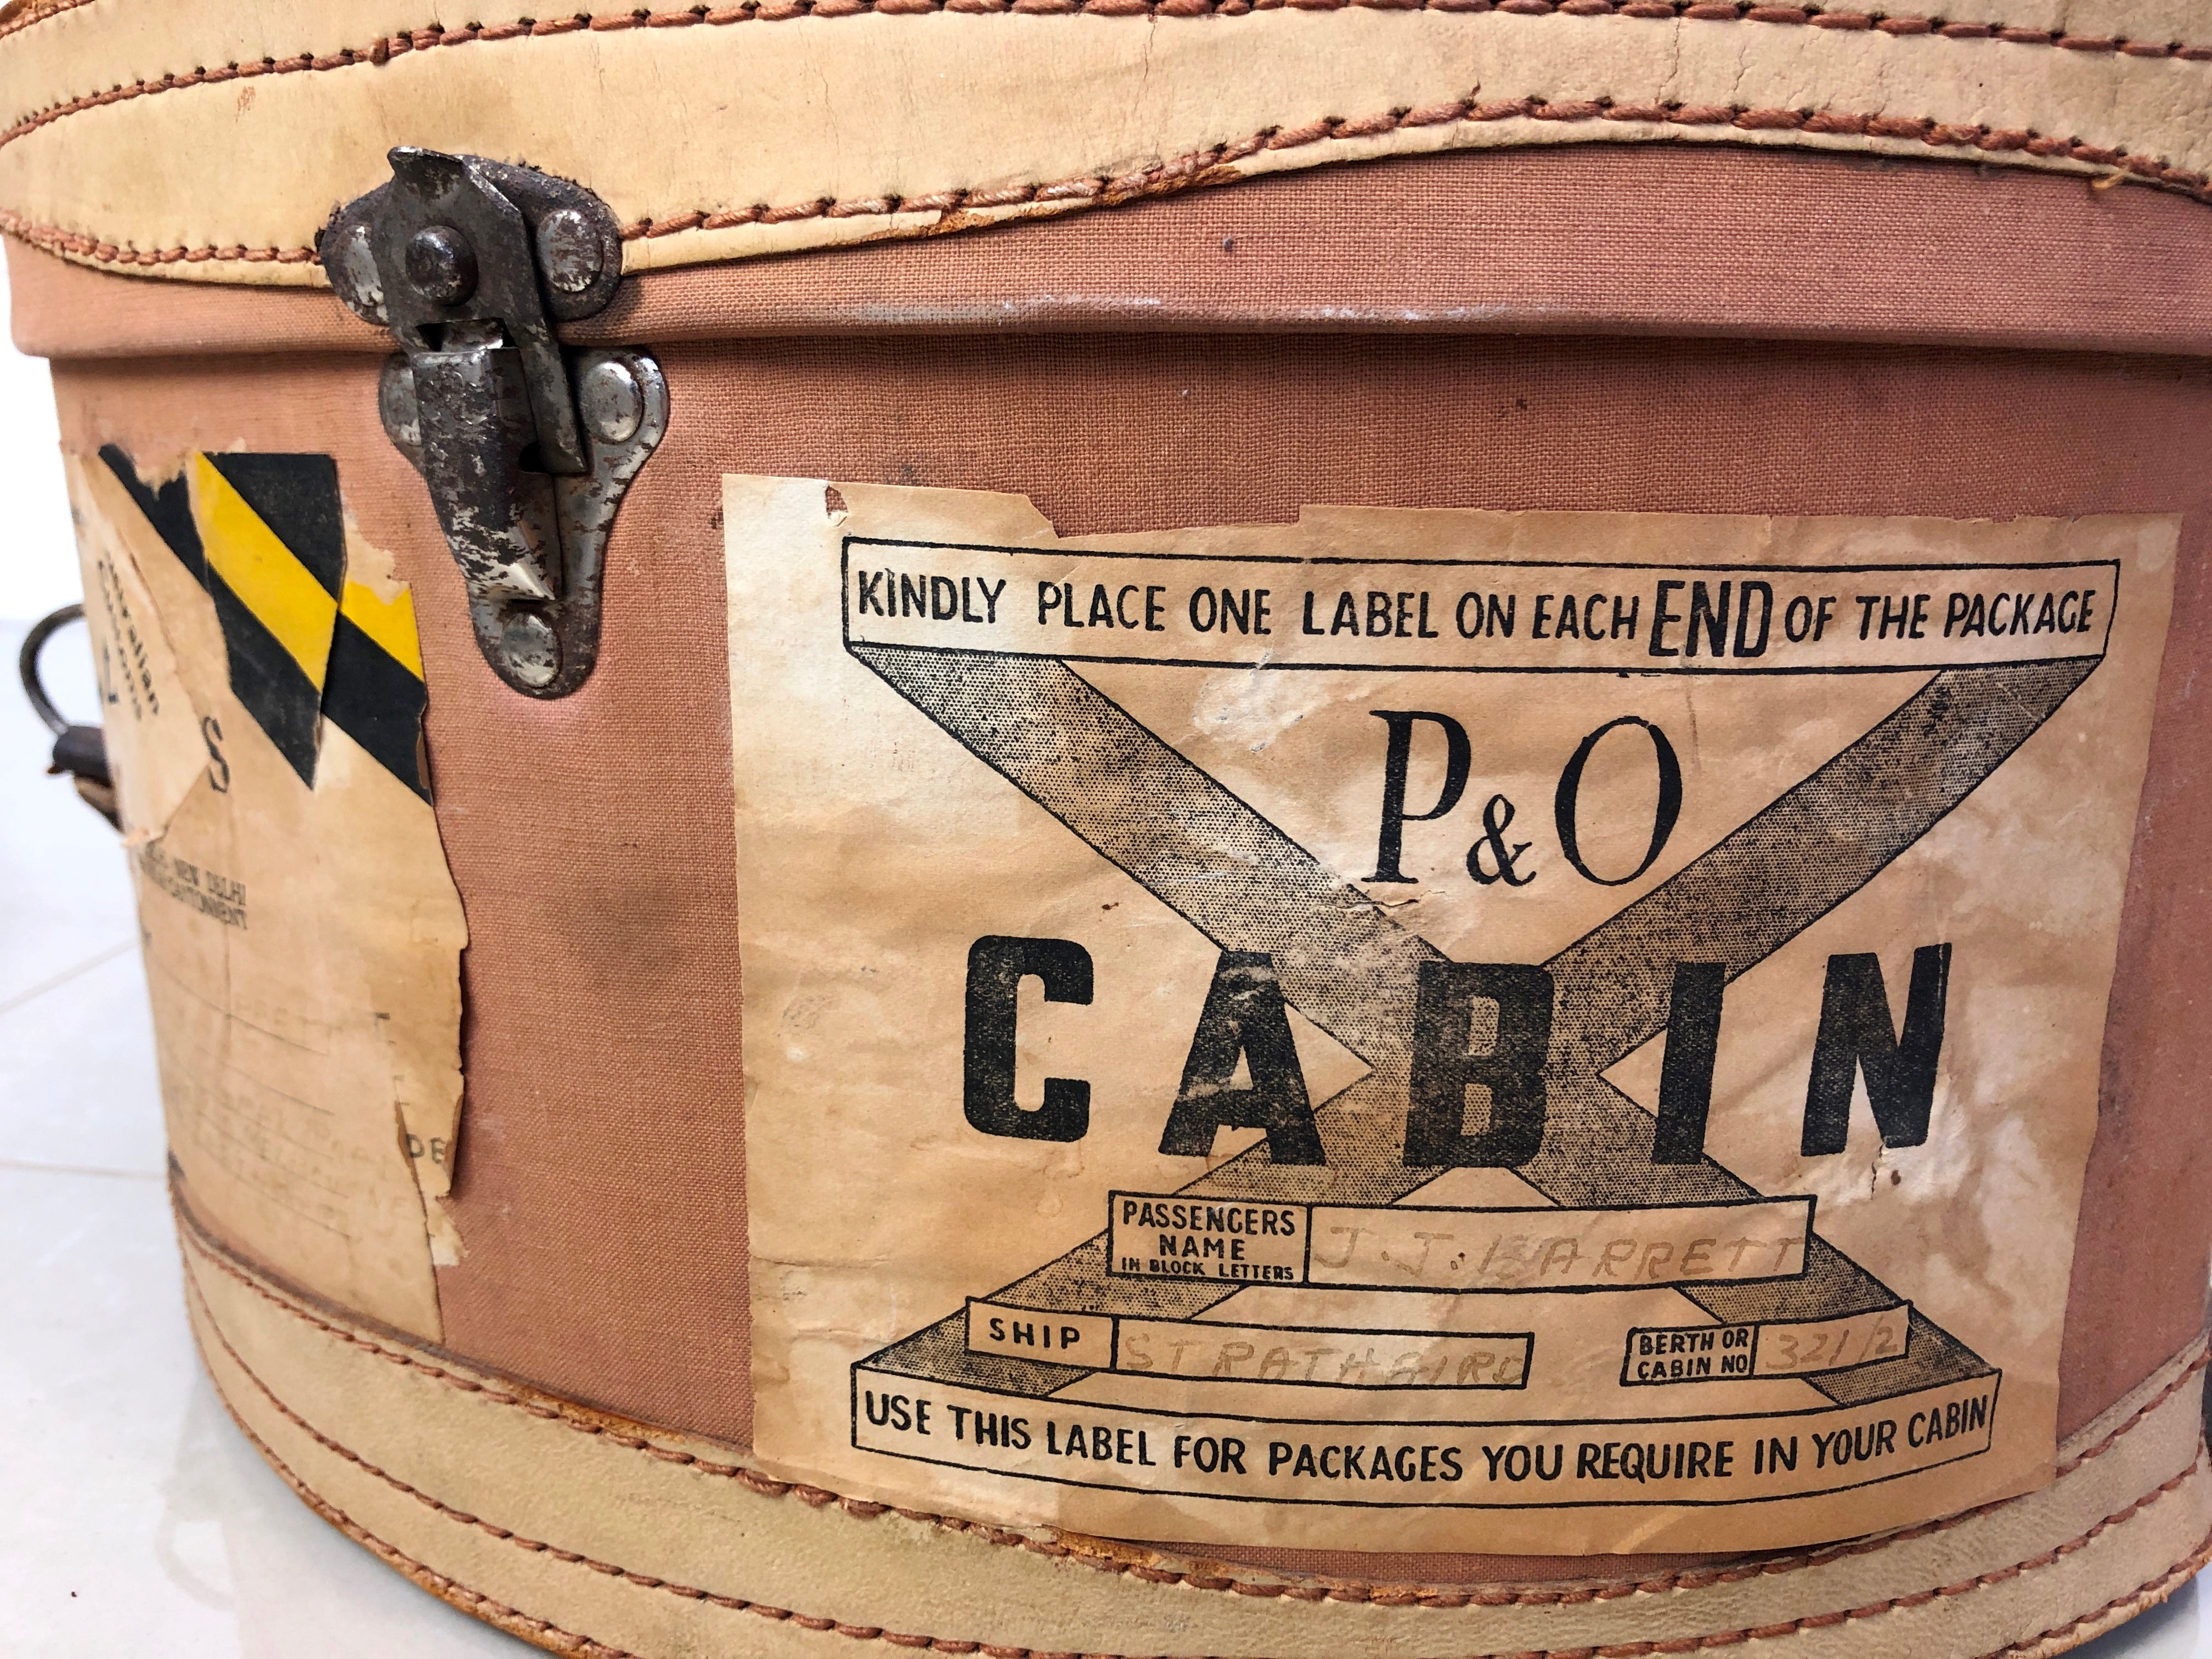 KINDLY PLACE ONE LABEL ON EACH END OF THE PACKAGE
P&O
CABIN
PASSENGERS
NAME
IN BLOCK LETTERS
J. J. BARRETT
SHIP
STRATHAIRD
BERTH OR
CABIN NO
321/2
USE THIS LABEL FOR PACKAGES YOU REQUIRE IN YOUR CABIN
S
NEW DELHI
CANTONMENT
DE